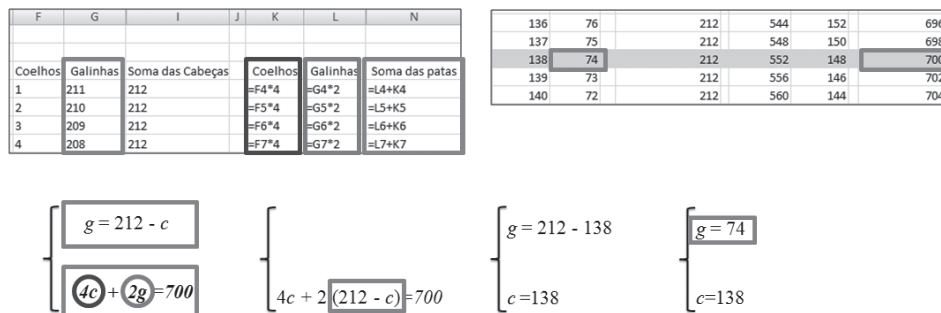 F G I J K L N
Coelhos Galinhas Soma das Cabeças Coelhos Galinhas Soma das patas
1 211 212 =F4*4 =G4*2 =L4+K4
2 210 212 =F5*4 =G5*2 =L5+K5
3 209 212 =F6*4 =G6*2 =L6+K6
4 208 212 =F7*4 =G7*2 =L7+K7
136 76 212 544 152 696
137 75 212 548 150 698
138 74 212 552 148 700
139 73 212 556 146 702
140 72 212 560 144 704
g = 212 - c
4c + 2g =700
4c + 2 (212 - c) =700
g = 212 - 138
c =138
g = 74
c=138